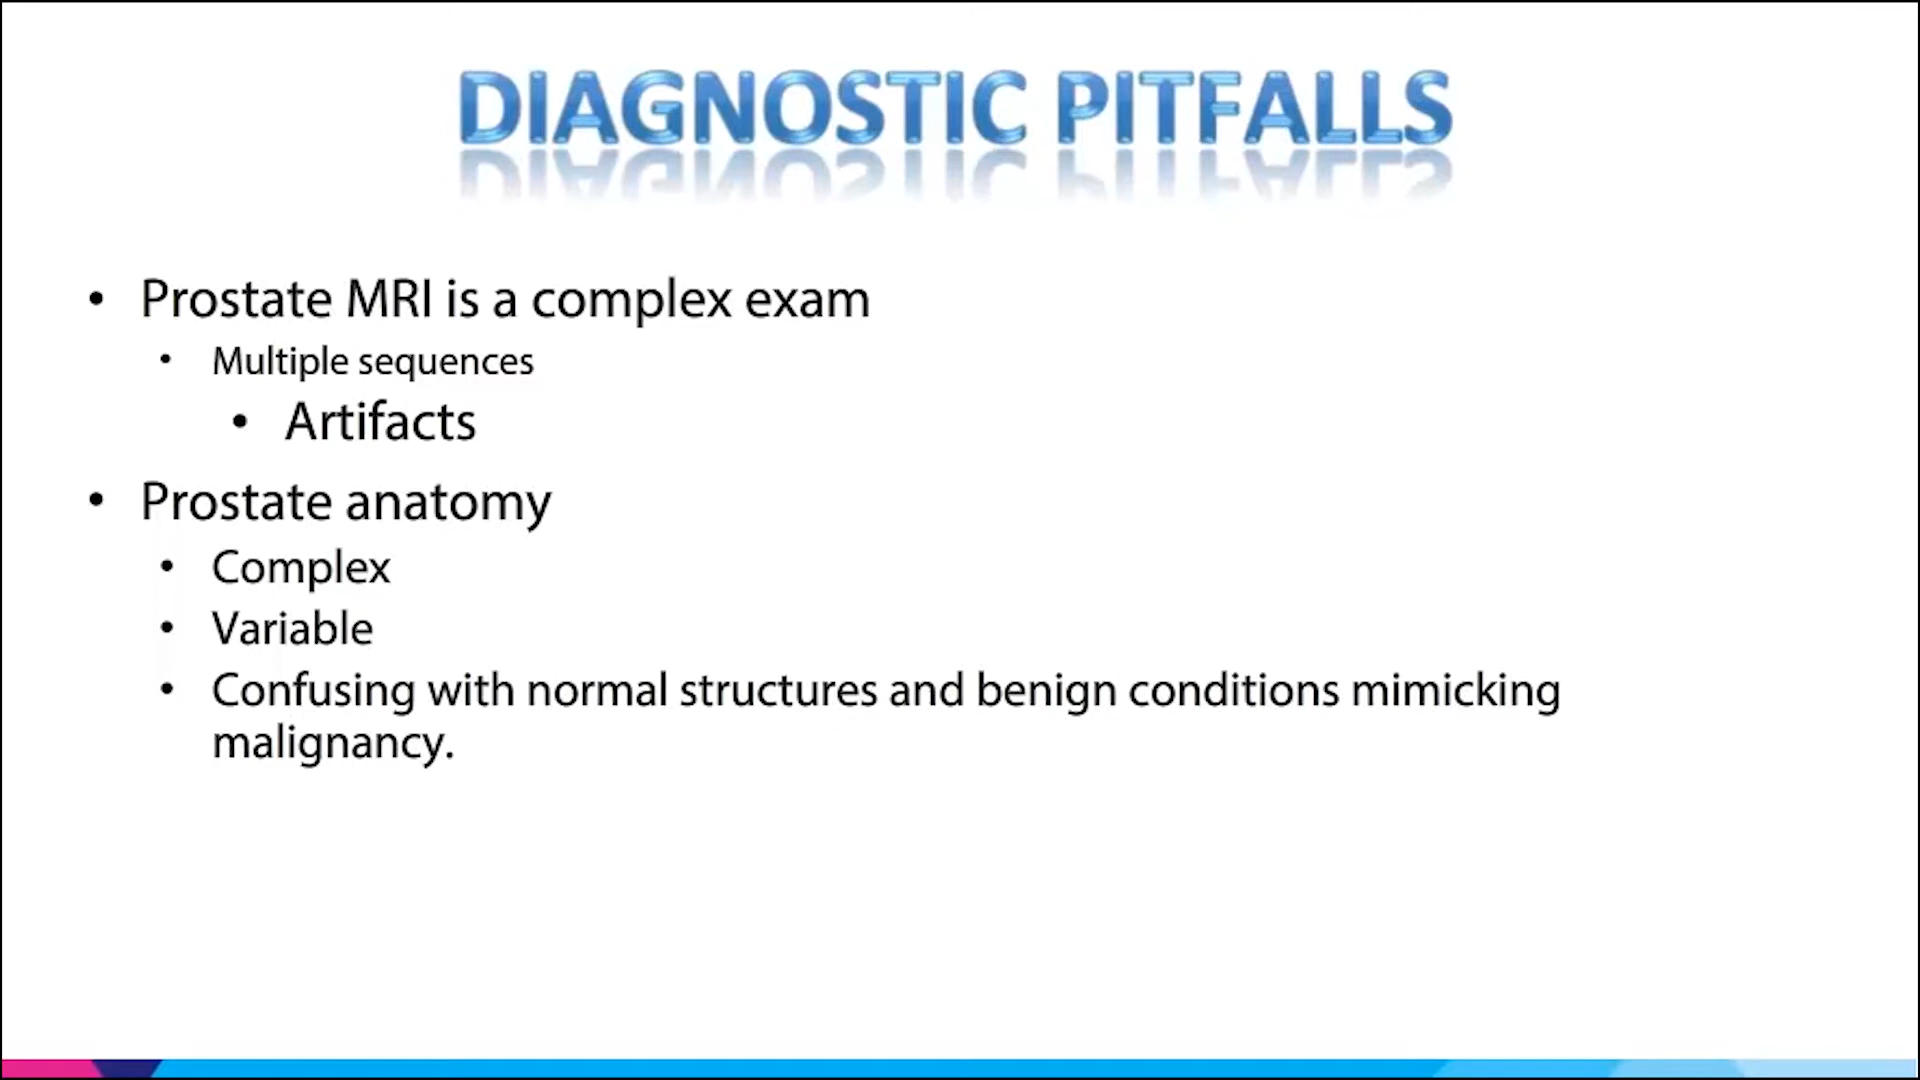 DIAGNOSTIC PITFALLS
• Prostate MRI is a complex exam
• Multiple sequences
• Artifacts
• Prostate anatomy
• Complex
• Variable
• Confusing with normal structures and benign conditions mimicking
malignancy.